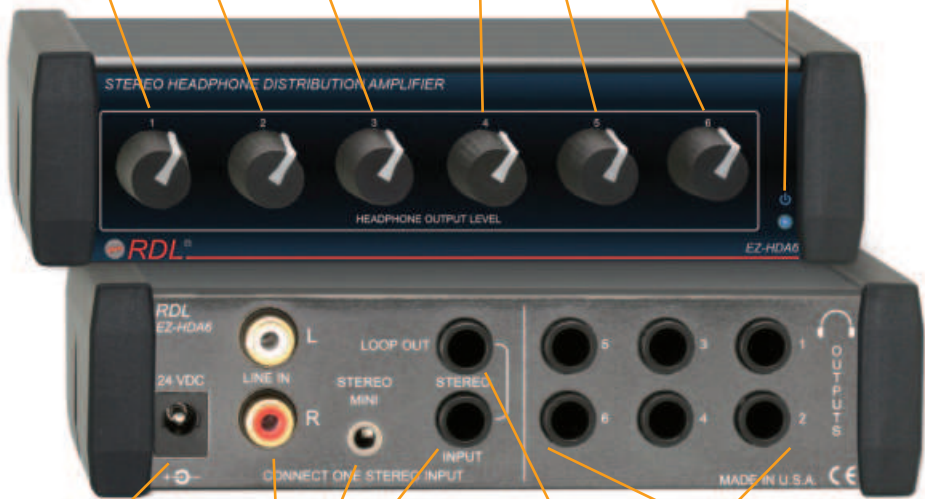 STEREO HEADPHONE DISTRIBUTION AMPLIFIER
1 2 3 4 5 6
HEADPHONE OUTPUT LEVEL
RDL®
EZ-HDA6
RDL
EZ-HDA6
L
LOOP OUT
5 3 1
24 VDC
LINE IN
STEREO
MINI
STEREO
OUTPUTS
R
6 4 2
INPUT
CONNECT ONE STEREO INPUT
MADE IN U.S.A. CE